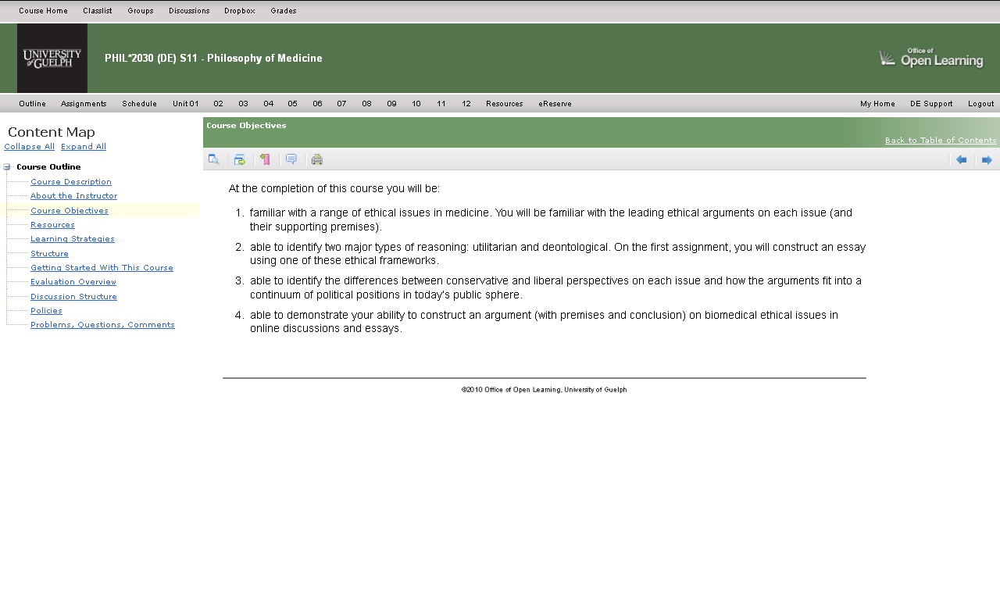 Course Home Classlist Groups Discussions Dropbox Grades
UNIVERSITY
of GUELPH
PHIL*2030 (DE) S11 - Philosophy of Medicine
Office of
Open Learning
Outline Assignments Schedule Unit 01 02 03 04 05 06 07 08 09 10 11 12 Resources eReserve My Home DE Support Logout
Content Map
Collapse All Expand All
Course Outline
Course Description
About the Instructor
Course Objectives
Resources
Learning Strategies
Structure
Getting Started With This Course
Evaluation Overview
Discussion Structure
Policies
Problems, Questions, Comments
Course Objectives
Back to Table of Contents
At the completion of this course you will be:
1. familiar with a range of ethical issues in medicine. You will be familiar with the leading ethical arguments on each issue (and
their supporting premises).
2. able to identify two major types of reasoning: utilitarian and deontological. On the first assignment, you will construct an essay
using one of these ethical frameworks.
3. able to identify the differences between conservative and liberal perspectives on each issue and how the arguments fit into a
continuum of political positions in today's public sphere.
4. able to demonstrate your ability to construct an argument (with premises and conclusion) on biomedical ethical issues in
online discussions and essays.
©2010 Office of Open Learning, University of Guelph